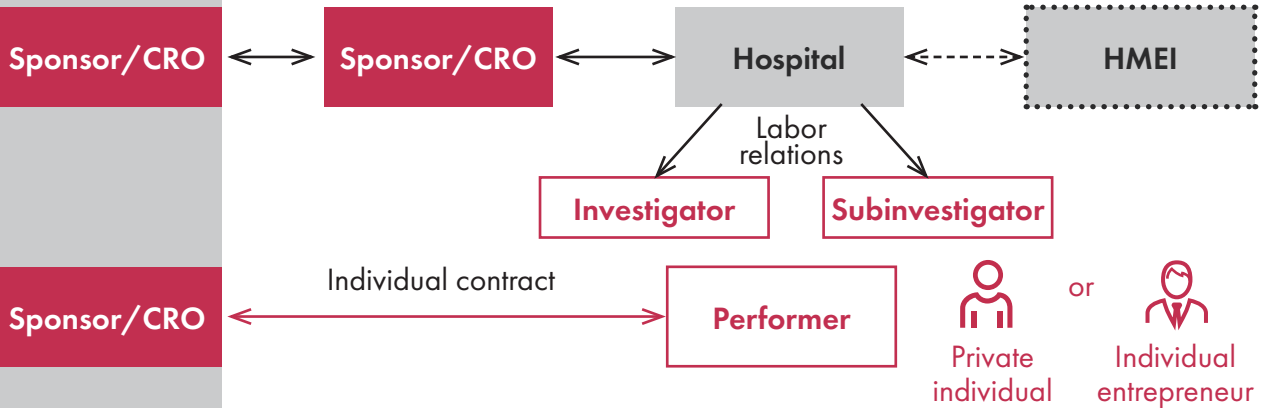 Sponsor/CRO
Sponsor/CRO
Hospital
HMEI
Labor
relations
Investigator
Subinvestigator
Sponsor/CRO
Individual contract
Performer
or
Private
individual
Individual
entrepreneur